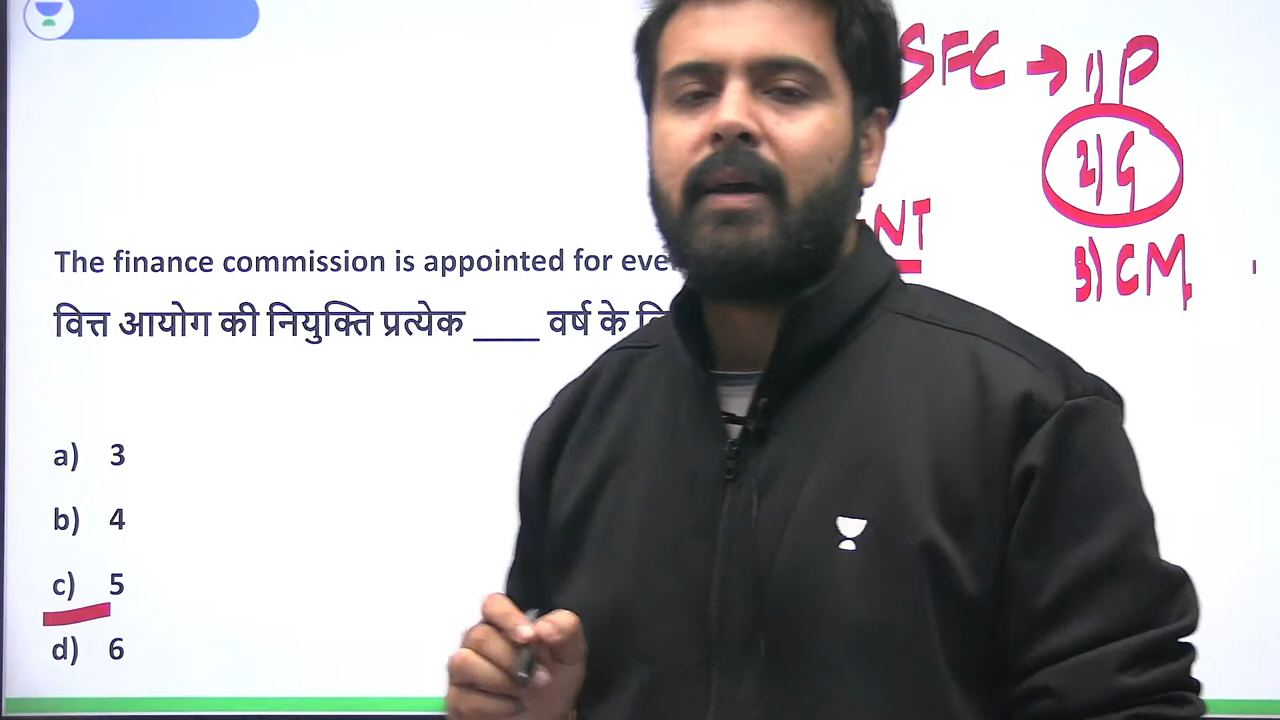 SFC → 1) P
2) G
NT
3) CM
The finance commission is appointed for
वित्त आयोग की नियुक्ति प्रत्येक ____ वर्ष के
a) 3
b) 4
c) 5
d) 6